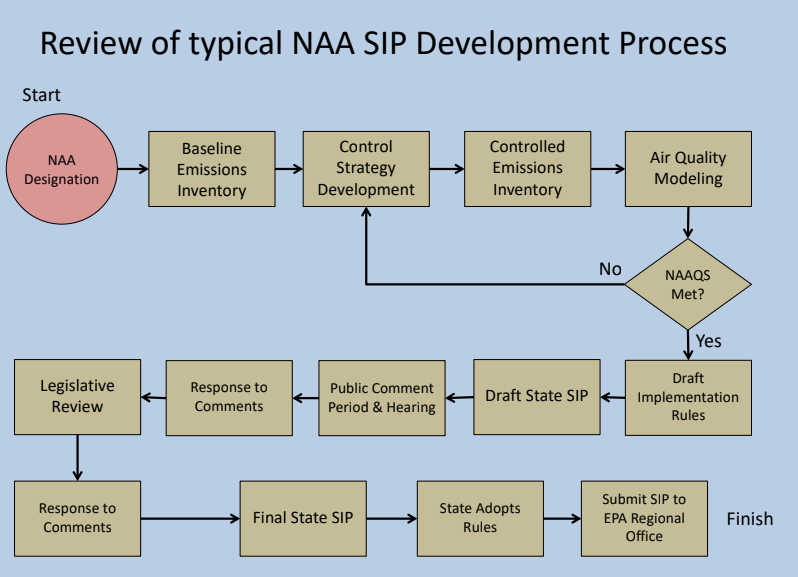 Review of typical NAA SIP Development Process
Start
NAA
Designation
Baseline
Emissions
Inventory
Control
Strategy
Development
Controlled
Emissions
Inventory
Air Quality
Modeling
NAAQS
Met?
No
Yes
Draft
Implementation
Rules
Draft State SIP
Public Comment
Period & Hearing
Response to
Comments
Legislative
Review
Response to
Comments
Final State SIP
State Adopts
Rules
Submit SIP to
EPA Regional
Office
Finish